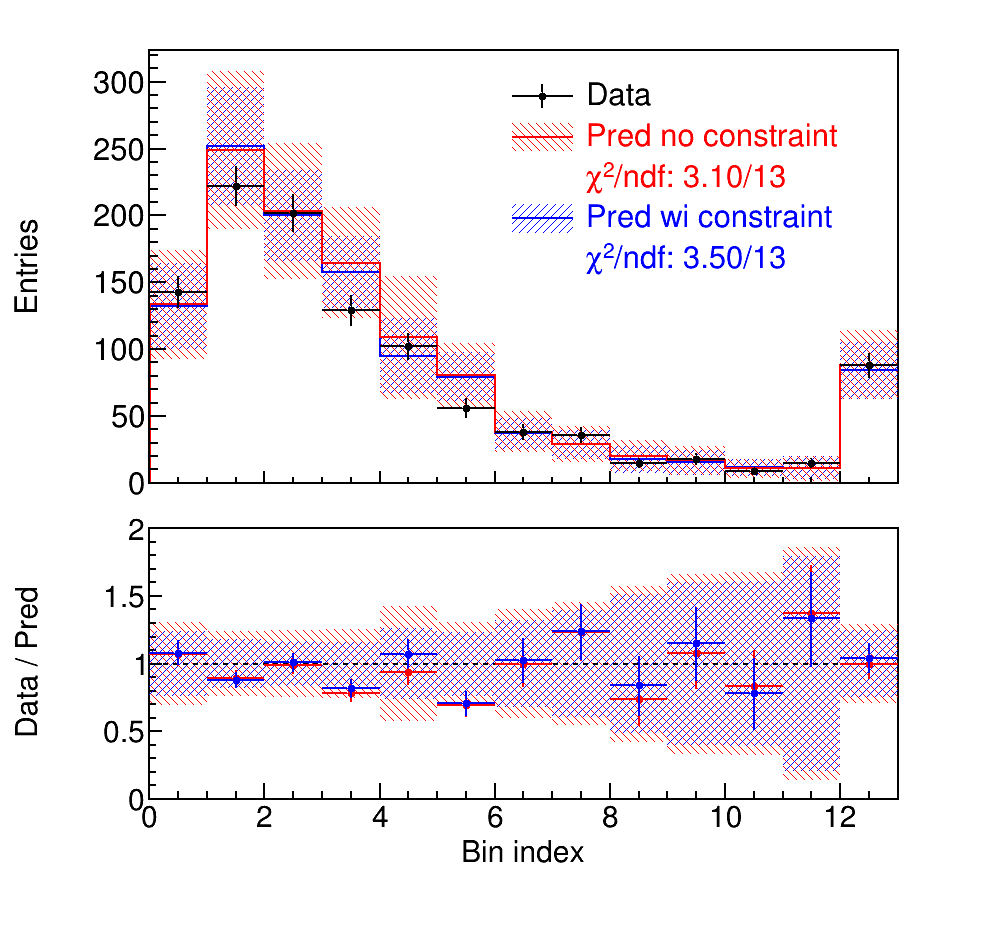 300
250
200
150
100
50
0
Entries
Data
Pred no constraint
χ²/ndf: 3.10/13
Pred wi constraint
χ²/ndf: 3.50/13
2
1.5
1
0.5
0
Data / Pred
0 2 4 6 8 10 12
Bin index